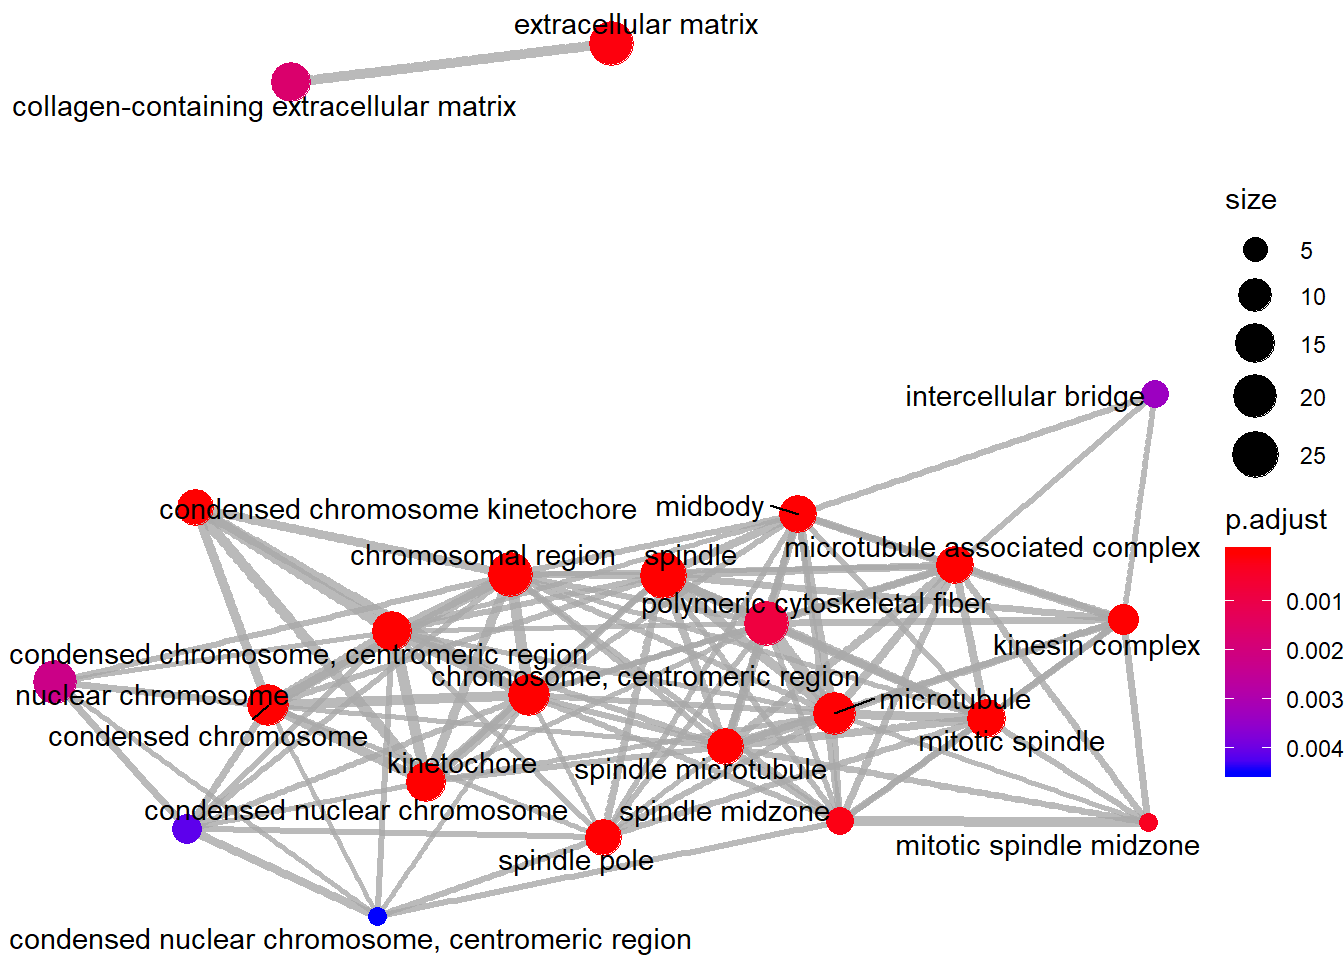 extracellular matrix
collagen-containing extracellular matrix
size
5
10
15
20
25
intercellular bridge
condensed chromosome kinetochore
midbody
p.adjust
chromosomal region
spindle
microtubule associated complex
0.001
polymeric cytoskeletal fiber
kinesin complex
0.002
condensed chromosome, centromeric region
chromosome, centromeric region
nuclear chromosome
microtubule
0.003
condensed chromosome
mitotic spindle
0.004
kinetochore
spindle microtubule
condensed nuclear chromosome
spindle midzone
mitotic spindle midzone
spindle pole
condensed nuclear chromosome, centromeric region